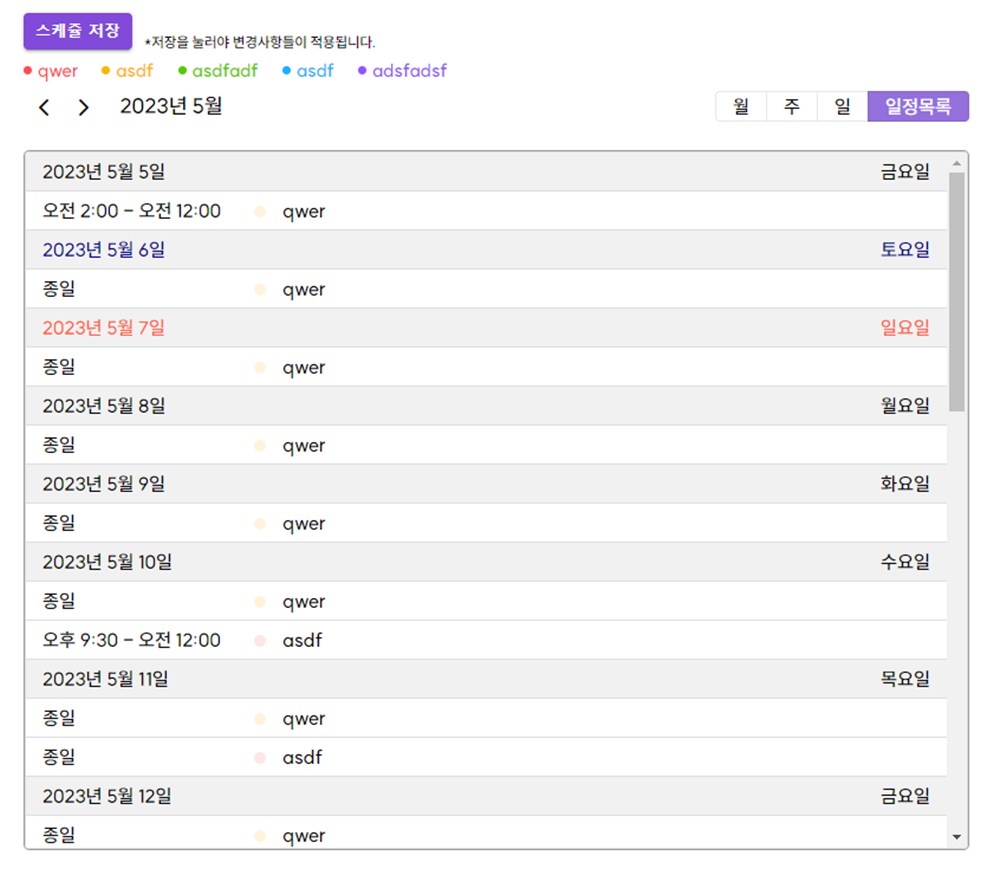 스케쥴 저장 *저장을 눌러야 변경사항들이 적용됩니다.
qwer asdf asdfadf asdf adsfadsf
2023년 5월 월 주 일 일정목록
2023년 5월 5일 금요일
오전 2:00 - 오전 12:00 qwer
2023년 5월 6일 토요일
종일 qwer
2023년 5월 7일 일요일
종일 qwer
2023년 5월 8일 월요일
종일 qwer
2023년 5월 9일 화요일
종일 qwer
2023년 5월 10일 수요일
종일 qwer
오후 9:30 - 오전 12:00 asdf
2023년 5월 11일 목요일
종일 qwer
종일 asdf
2023년 5월 12일 금요일
종일 qwer